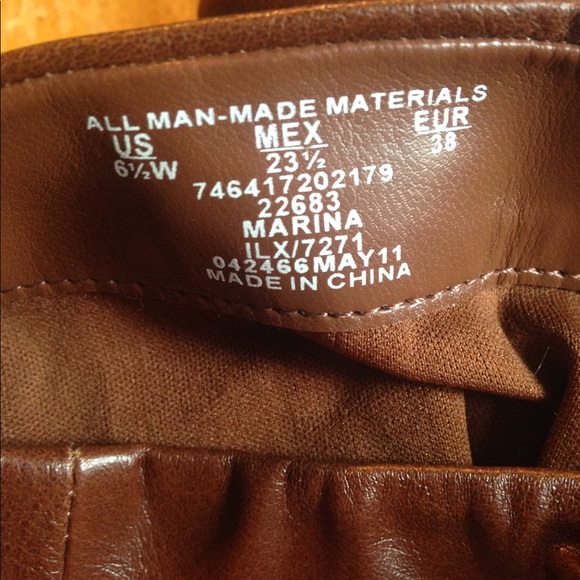 ALL MAN-MADE MATERIALS
US MEX EUR
6½W 23½ 38
746417202179
22683
MARINA
ILX/7271
042466MAY11
MADE IN CHINA